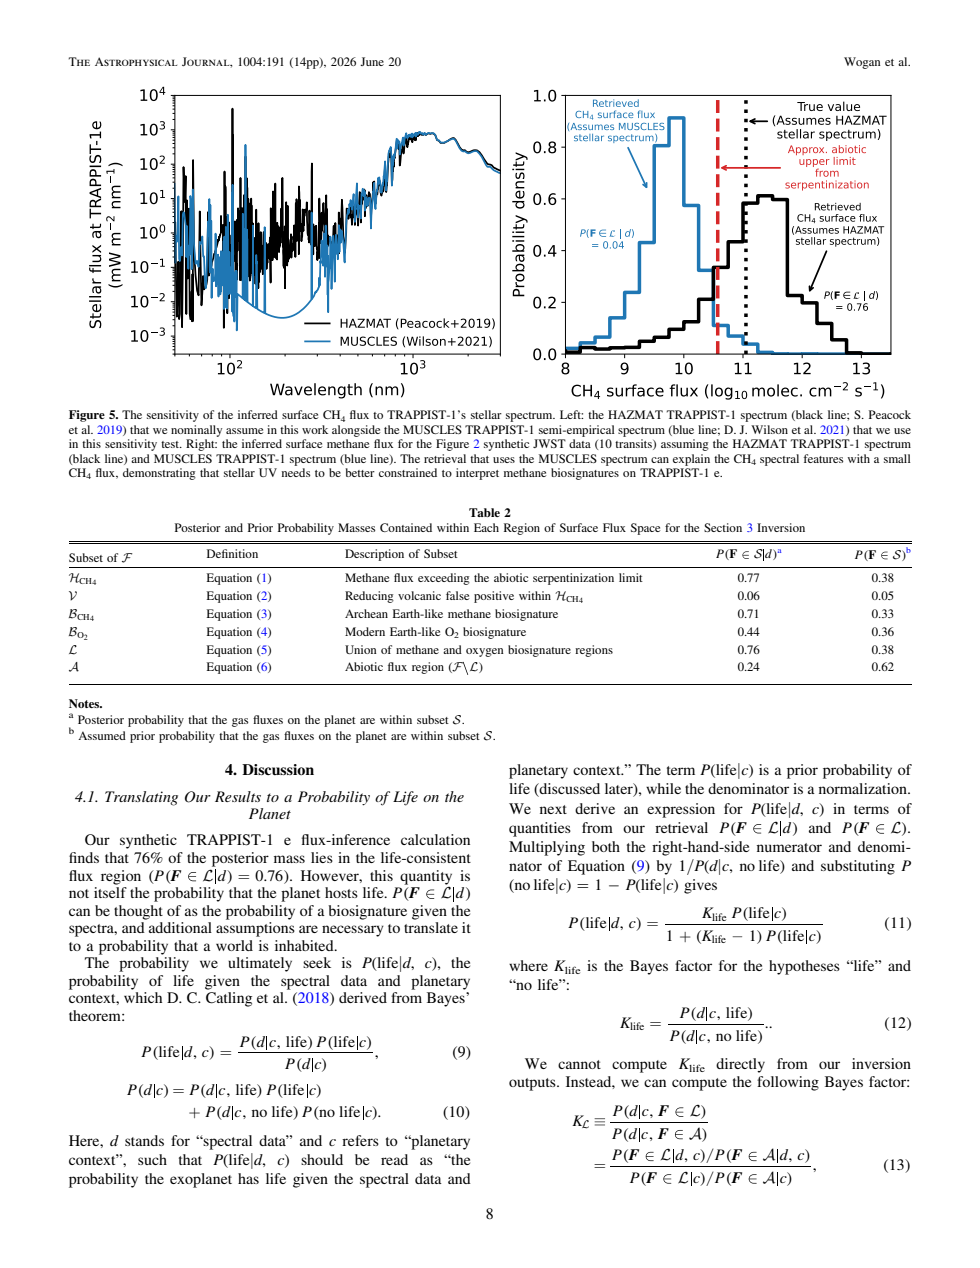 THE ASTROPHYSICAL JOURNAL, 1004:191 (14pp), 2026 June 20
Wogan et al.
10⁴
10³
10²
10¹
10⁰
10⁻¹
10⁻²
10⁻³
Stellar flux at TRAPPIST-1e
(mW m⁻² nm⁻¹)
HAZMAT (Peacock+2019)
MUSCLES (Wilson+2021)
10²
10³
Wavelength (nm)
1.0
0.8
0.6
0.4
0.2
0.0
Probability density
Retrieved
CH₄ surface flux
(Assumes MUSCLES
stellar spectrum)
P(F ∈ ℒ | d)
= 0.04
True value
(Assumes HAZMAT
stellar spectrum)
Approx. abiotic
upper limit
from
serpentinization
Retrieved
CH₄ surface flux
(Assumes HAZMAT
stellar spectrum)
P(F ∈ ℒ | d)
= 0.76
8
9
10
11
12
13
CH₄ surface flux (log₁₀ molec. cm⁻² s⁻¹)
Figure 5. The sensitivity of the inferred surface CH₄ flux to TRAPPIST-1's stellar spectrum. Left: the HAZMAT TRAPPIST-1 spectrum (black line; S. Peacock
et al. 2019) that we nominally assume in this work alongside the MUSCLES TRAPPIST-1 semi-empirical spectrum (blue line; D. J. Wilson et al. 2021) that we use
in this sensitivity test. Right: the inferred surface methane flux for the Figure 2 synthetic JWST data (10 transits) assuming the HAZMAT TRAPPIST-1 spectrum
(black line) and MUSCLES TRAPPIST-1 spectrum (blue line). The retrieval that uses the MUSCLES spectrum can explain the CH₄ spectral features with a small
CH₄ flux, demonstrating that stellar UV needs to be better constrained to interpret methane biosignatures on TRAPPIST-1 e.
Table 2
Posterior and Prior Probability Masses Contained within Each Region of Surface Flux Space for the Section 3 Inversion
Subset of ℱ Definition Description of Subset P(F ∈ 𝒮|d)ᵃ P(F ∈ 𝒮)ᵇ
ℋ_CH₄ Equation (1) Methane flux exceeding the abiotic serpentinization limit 0.77 0.38
𝒱 Equation (2) Reducing volcanic false positive within ℋ_CH₄ 0.06 0.05
ℬ_CH₄ Equation (3) Archean Earth-like methane biosignature 0.71 0.33
ℬ_O₂ Equation (4) Modern Earth-like O₂ biosignature 0.44 0.36
ℒ Equation (5) Union of methane and oxygen biosignature regions 0.76 0.38
𝒜 Equation (6) Abiotic flux region (ℱ\ℒ) 0.24 0.62
Notes.
ᵃ Posterior probability that the gas fluxes on the planet are within subset 𝒮.
ᵇ Assumed prior probability that the gas fluxes on the planet are within subset 𝒮.
4. Discussion
4.1. Translating Our Results to a Probability of Life on the
Planet
Our synthetic TRAPPIST-1 e flux-inference calculation
finds that 76% of the posterior mass lies in the life-consistent
flux region (P(F ∈ ℒ|d) = 0.76). However, this quantity is
not itself the probability that the planet hosts life. P(F ∈ ℒ|d)
can be thought of as the probability of a biosignature given the
spectra, and additional assumptions are necessary to translate it
to a probability that a world is inhabited.
The probability we ultimately seek is P(life|d, c), the
probability of life given the spectral data and planetary
context, which D. C. Catling et al. (2018) derived from Bayes'
theorem:
P(life|d, c) = P(d|c, life) P(life|c) / P(d|c), (9)
P(d|c) = P(d|c, life) P(life|c)
+ P(d|c, no life) P(no life|c). (10)
Here, d stands for "spectral data" and c refers to "planetary
context", such that P(life|d, c) should be read as "the
probability the exoplanet has life given the spectral data and
planetary context." The term P(life|c) is a prior probability of
life (discussed later), while the denominator is a normalization.
We next derive an expression for P(life|d, c) in terms of
quantities from our retrieval P(F ∈ ℒ|d) and P(F ∈ ℒ).
Multiplying both the right-hand-side numerator and denomi-
nator of Equation (9) by 1/P(d|c, no life) and substituting P
(no life|c) = 1 − P(life|c) gives
P(life|d, c) = K_life P(life|c) / 1 + (K_life − 1) P(life|c) (11)
where K_life is the Bayes factor for the hypotheses "life" and
"no life":
K_life = P(d|c, life) / P(d|c, no life) .. (12)
We cannot compute K_life directly from our inversion
outputs. Instead, we can compute the following Bayes factor:
K_ℒ ≡ P(d|c, F ∈ ℒ) / P(d|c, F ∈ 𝒜)
= P(F ∈ ℒ|d, c)/P(F ∈ 𝒜|d, c) / P(F ∈ ℒ|c)/P(F ∈ 𝒜|c), (13)
8